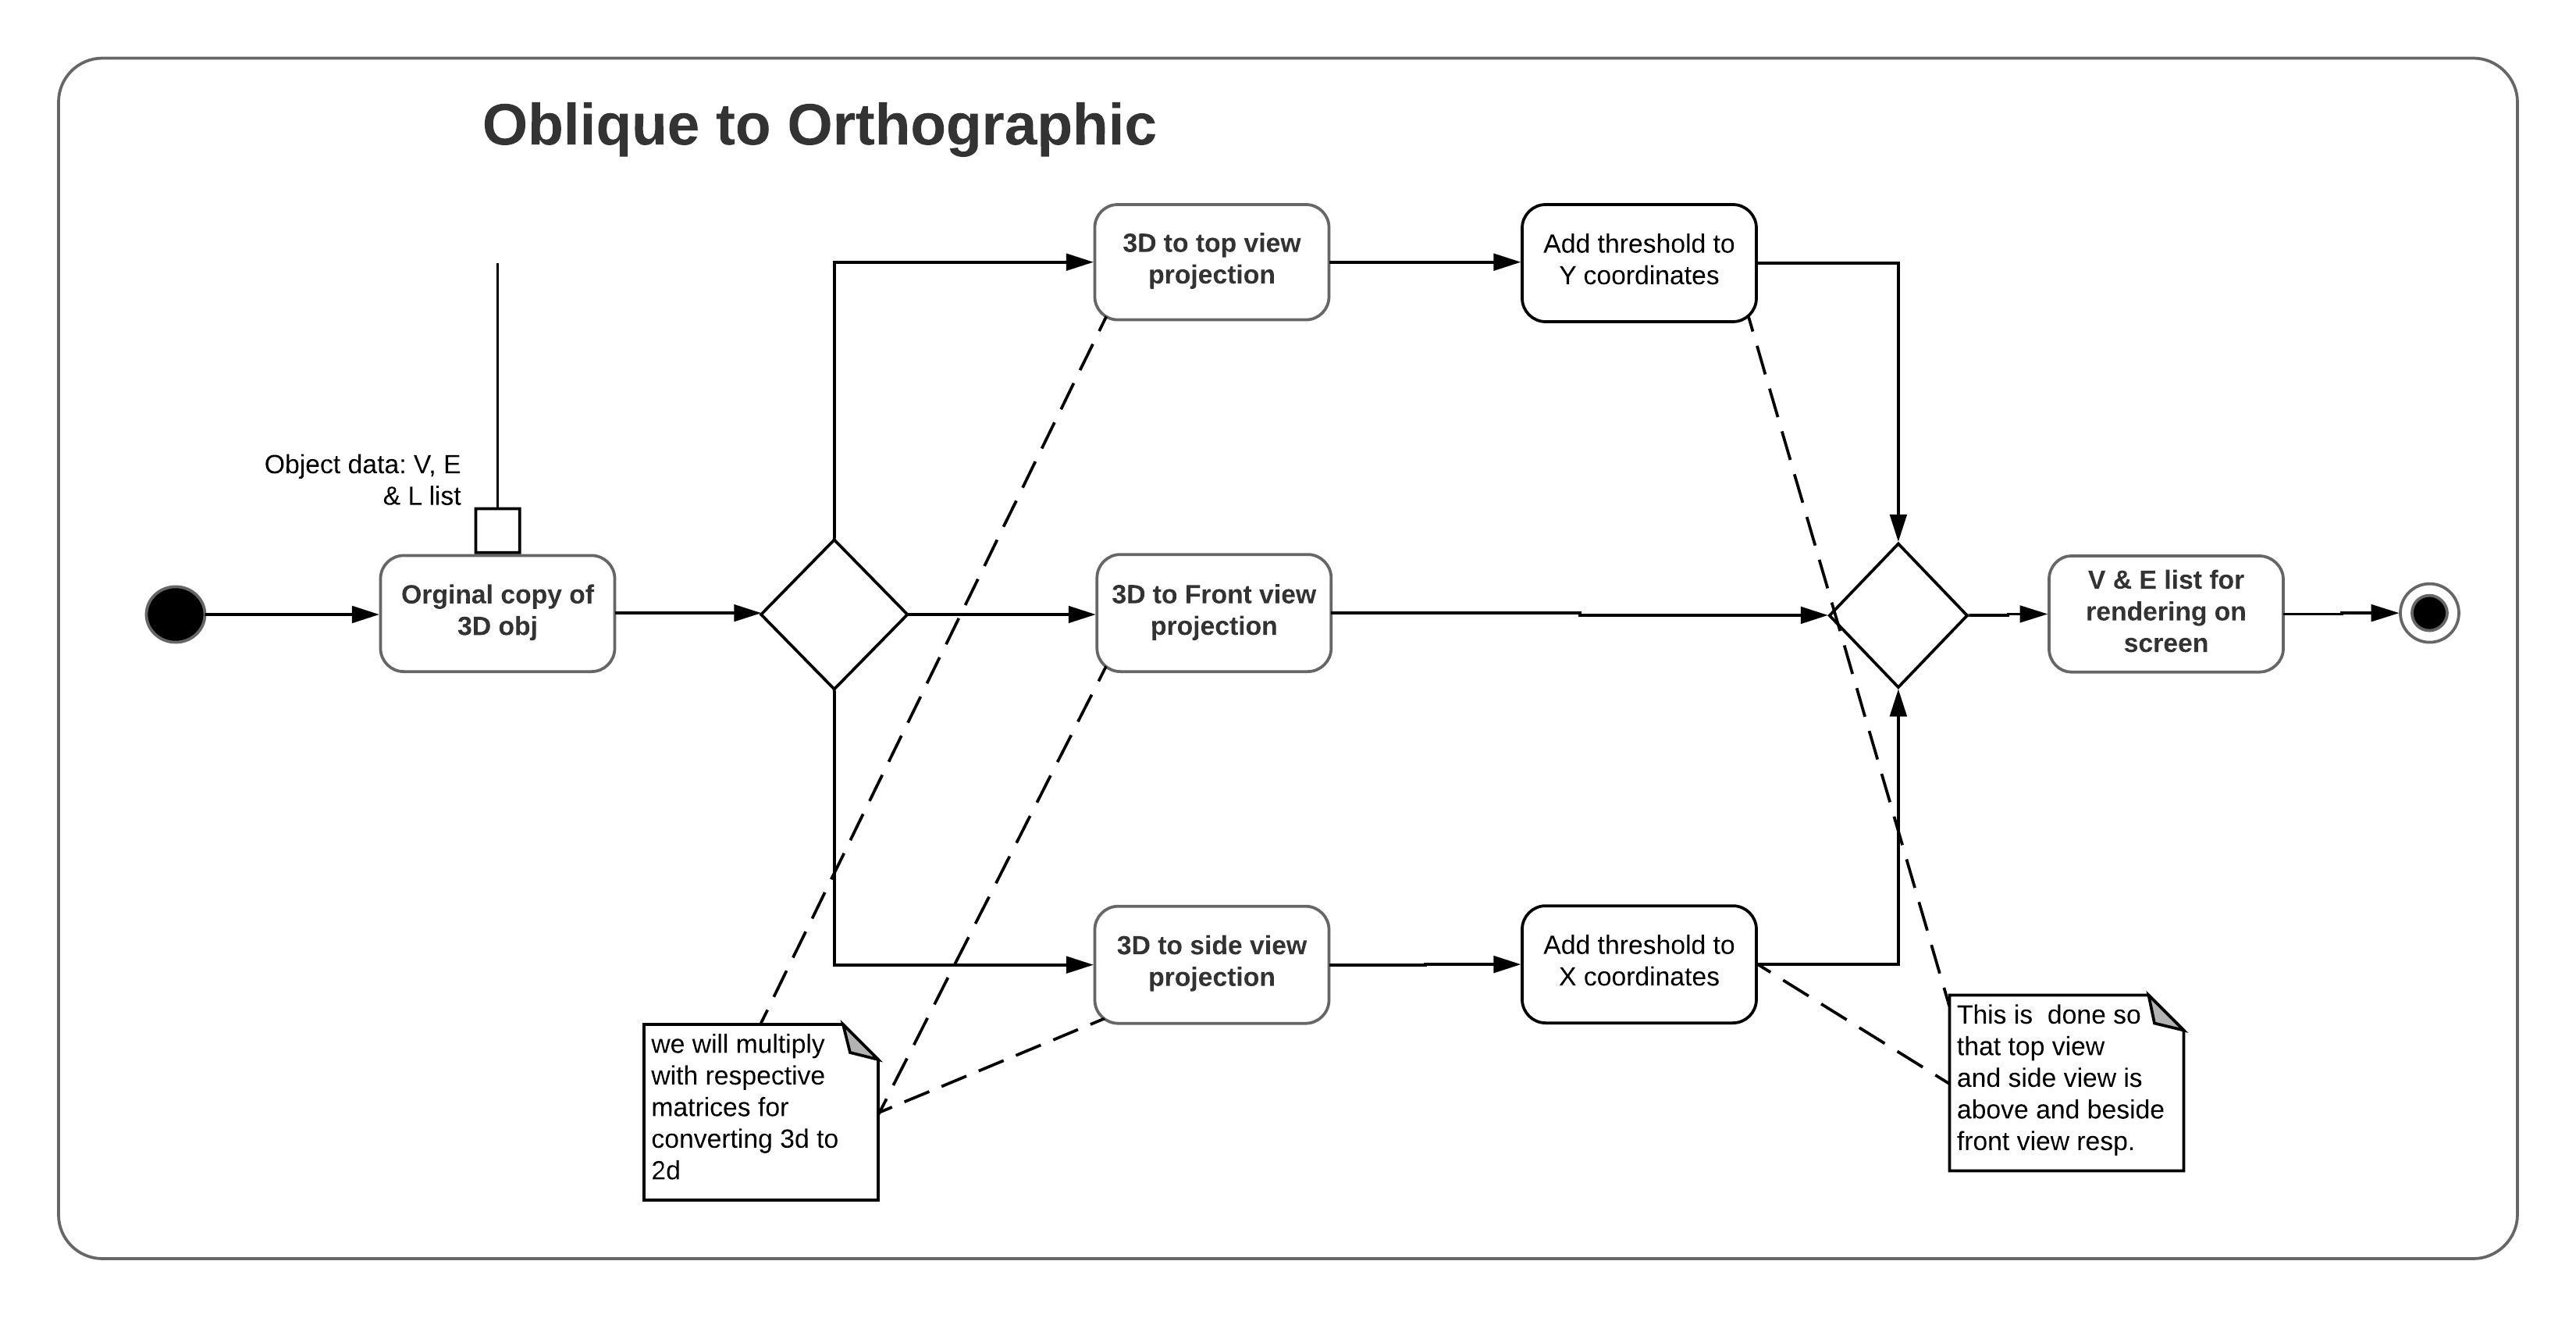 Oblique to Orthographic
3D to top view
projection
Add threshold to
Y coordinates
Object data: V, E
& L list
Orginal copy of
3D obj
3D to Front view
projection
V & E list for
rendering on
screen
3D to side view
projection
Add threshold to
X coordinates
we will multiply
with respective
matrices for
converting 3d to
2d
This is  done so
that top view
and side view is
above and beside
front view resp.